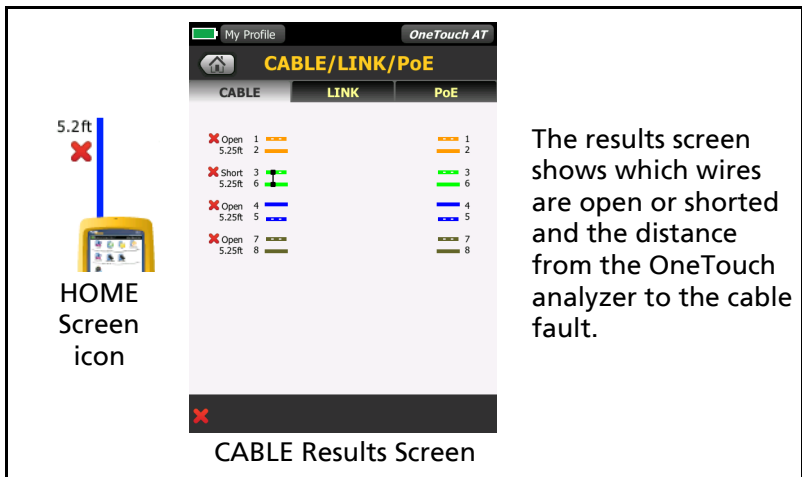 My Profile
OneTouch AT
CABLE/LINK/PoE
CABLE
LINK
PoE
5.2ft
HOME
Screen
icon
Open 1 1
5.25ft 2 2
Short 3 3
5.25ft 6 6
Open 4 4
5.25ft 5 5
Open 7 7
5.25ft 8 8
CABLE Results Screen
The results screen
shows which wires
are open or shorted
and the distance
from the OneTouch
analyzer to the cable
fault.